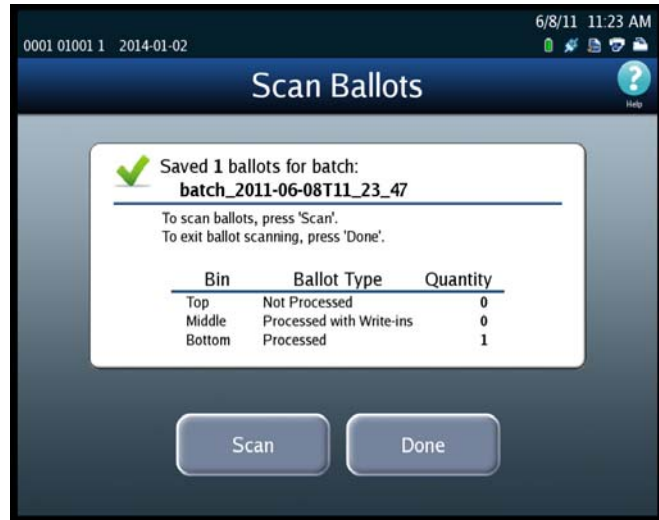 6/8/11 11:23 AM
0001 01001 1 2014-01-02
Scan Ballots
?
Help
Saved 1 ballots for batch:
batch_2011-06-08T11_23_47
To scan ballots, press 'Scan'.
To exit ballot scanning, press 'Done'.
Bin Ballot Type Quantity
Top Not Processed 0
Middle Processed with Write-ins 0
Bottom Processed 1
Scan Done